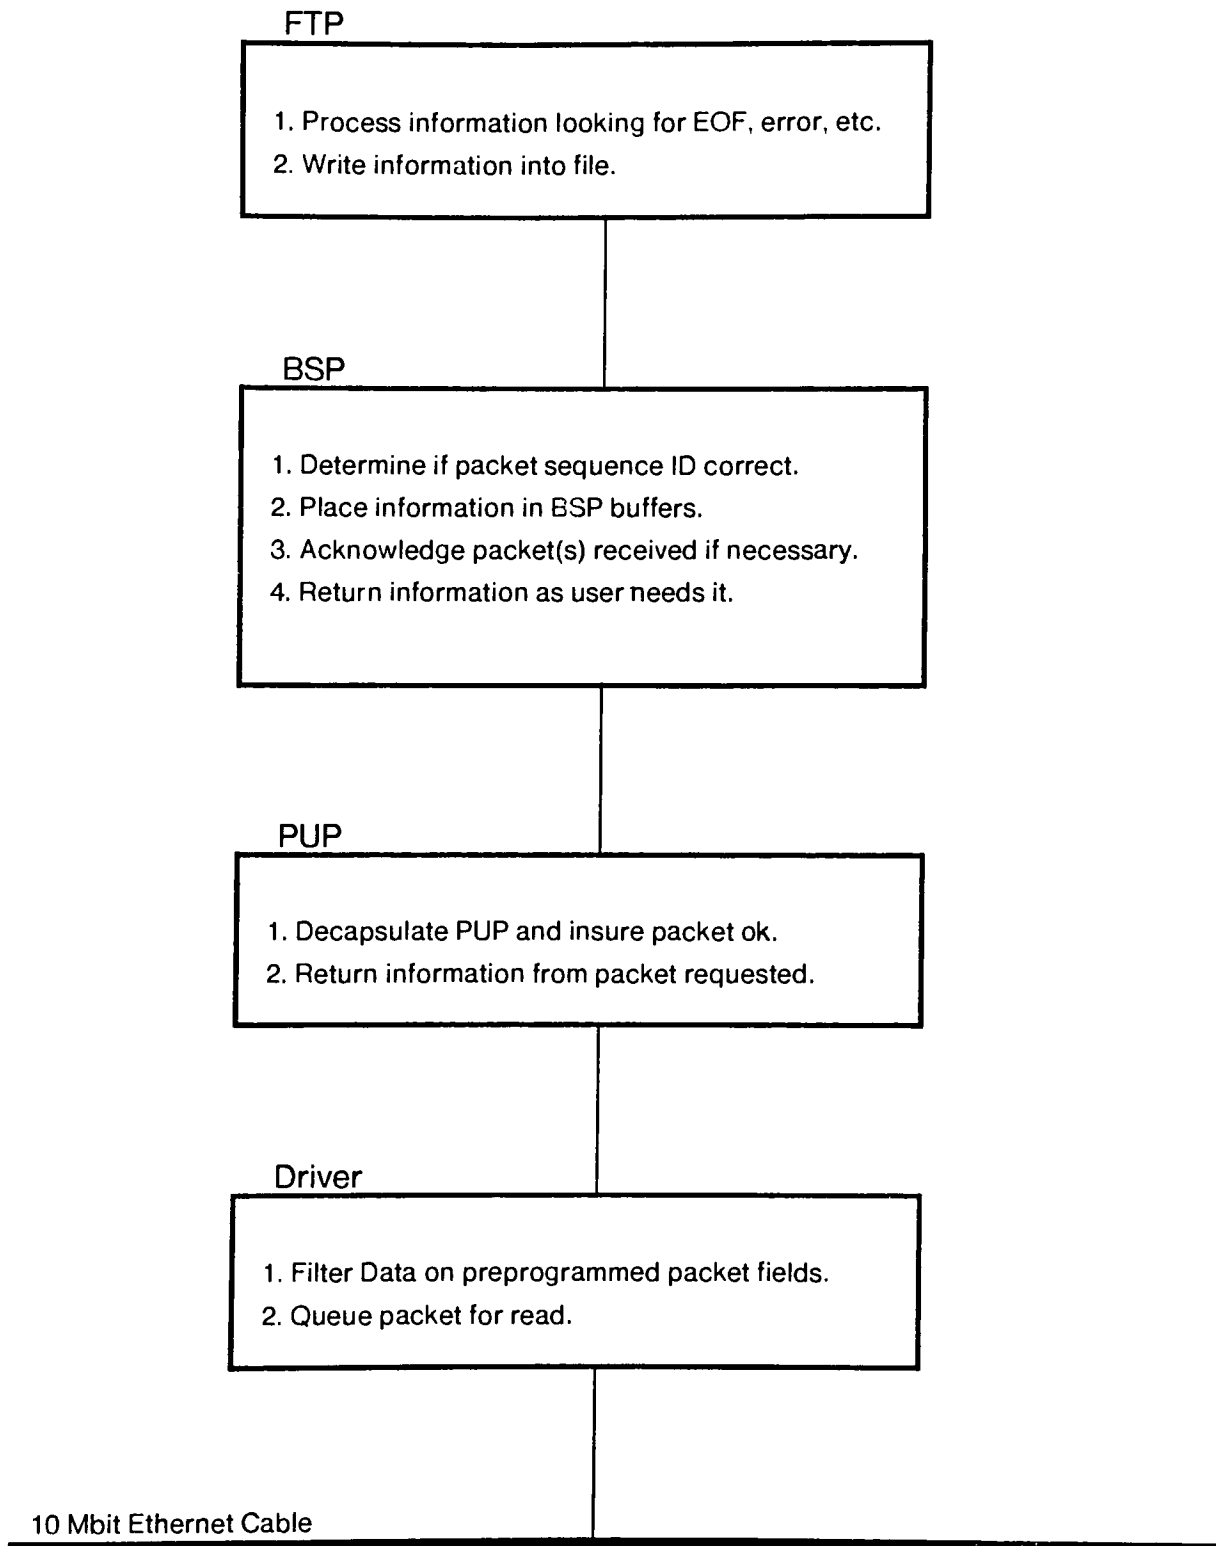 FTP
1. Process information looking for EOF, error, etc.
2. Write information into file.
BSP
1. Determine if packet sequence ID correct.
2. Place information in BSP buffers.
3. Acknowledge packet(s) received if necessary.
4. Return information as user needs it.
PUP
1. Decapsulate PUP and insure packet ok.
2. Return information from packet requested.
Driver
1. Filter Data on preprogrammed packet fields.
2. Queue packet for read.
10 Mbit Ethernet Cable